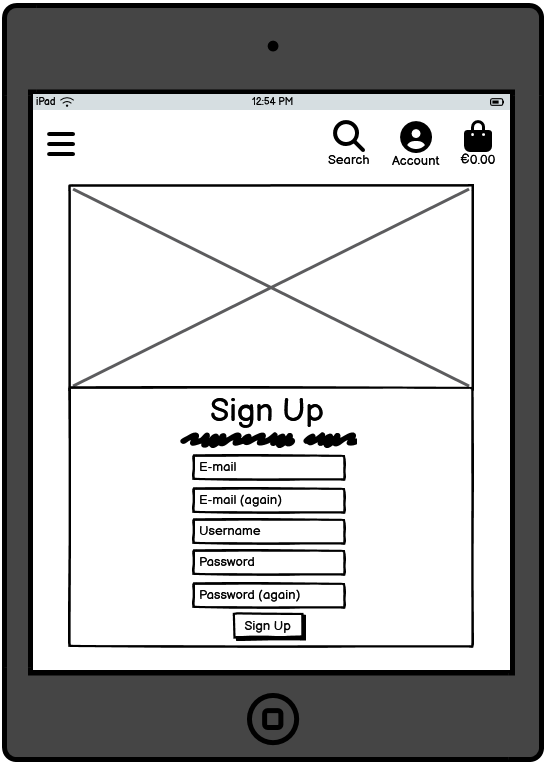 iPad 12:54 PM
Search Account €0.00
Sign Up
E-mail
E-mail (again)
Username
Password
Password (again)
Sign Up